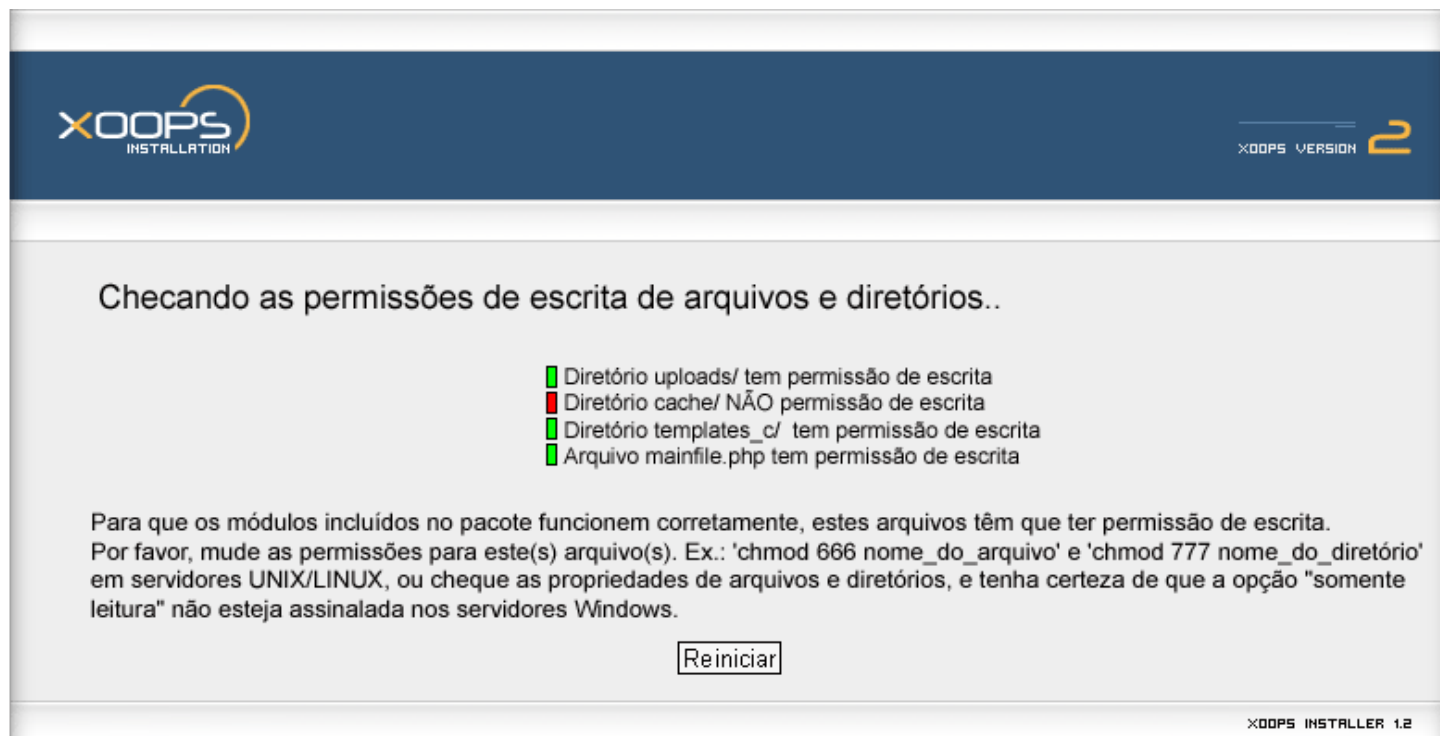 XOOPS
INSTALLATION
XOOPS VERSION 2
Checando as permissões de escrita de arquivos e diretórios..
Diretório uploads/ tem permissão de escrita
Diretório cache/ NÃO permissão de escrita
Diretório templates_c/ tem permissão de escrita
Arquivo mainfile.php tem permissão de escrita
Para que os módulos incluídos no pacote funcionem corretamente, estes arquivos têm que ter permissão de escrita.
Por favor, mude as permissões para este(s) arquivo(s). Ex.: 'chmod 666 nome_do_arquivo' e 'chmod 777 nome_do_diretório'
em servidores UNIX/LINUX, ou cheque as propriedades de arquivos e diretórios, e tenha certeza de que a opção "somente
leitura" não esteja assinalada nos servidores Windows.
Reiniciar
XOOPS INSTALLER 1.2